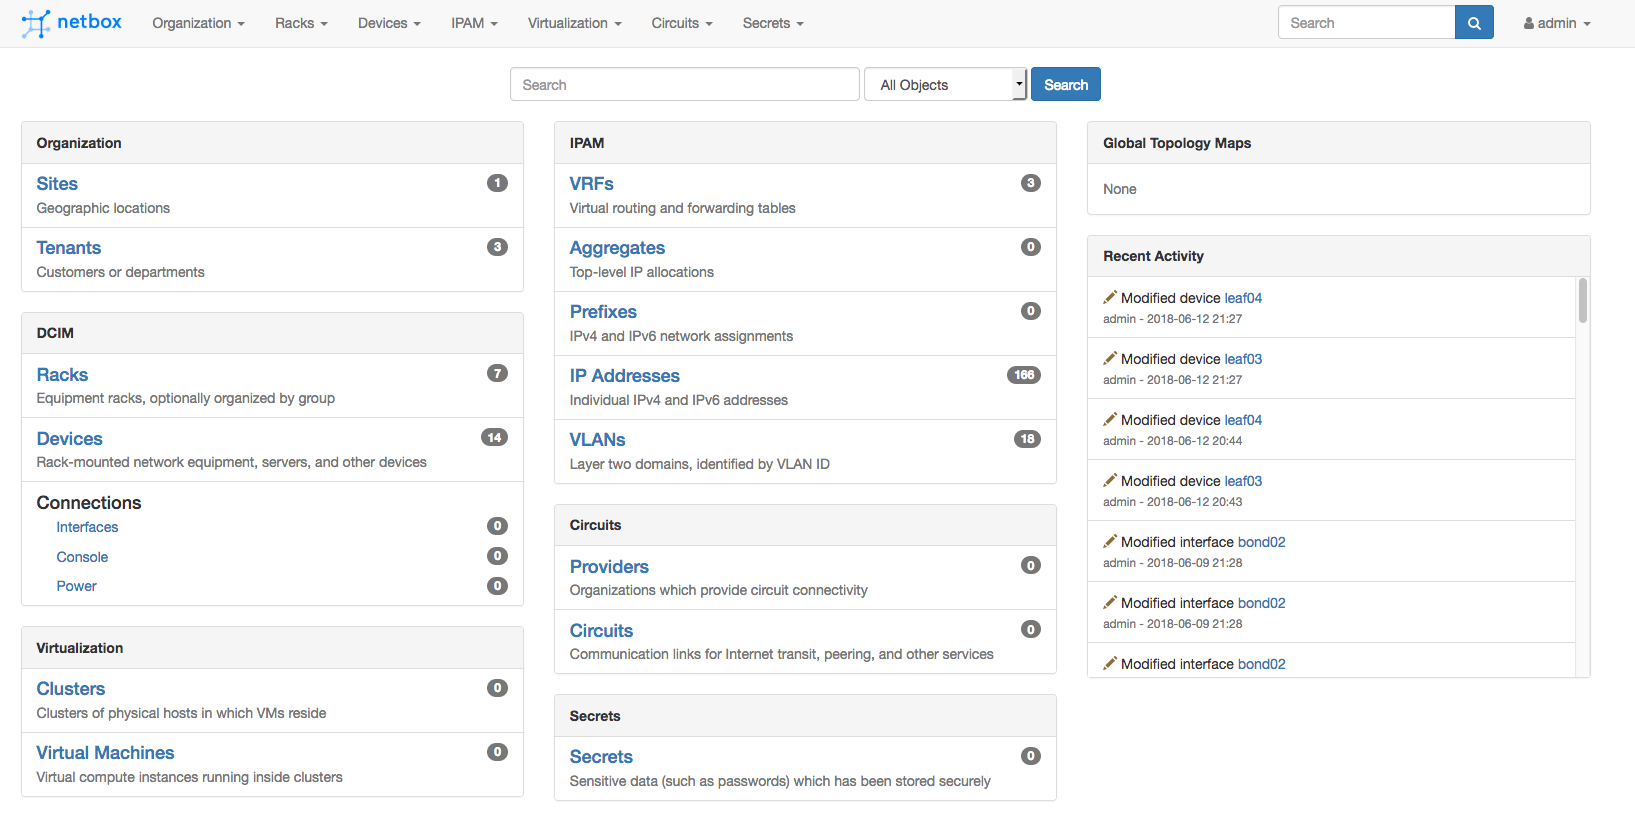 netbox Organization Racks Devices IPAM Virtualization Circuits Secrets Search admin
Search All Objects Search
Organization
Sites 1
Geographic locations
Tenants 3
Customers or departments
DCIM
Racks 7
Equipment racks, optionally organized by group
Devices 14
Rack-mounted network equipment, servers, and other devices
Connections
Interfaces 0
Console 0
Power 0
Virtualization
Clusters 0
Clusters of physical hosts in which VMs reside
Virtual Machines 0
Virtual compute instances running inside clusters
IPAM
VRFs 3
Virtual routing and forwarding tables
Aggregates 0
Top-level IP allocations
Prefixes 0
IPv4 and IPv6 network assignments
IP Addresses 166
Individual IPv4 and IPv6 addresses
VLANs 18
Layer two domains, identified by VLAN ID
Circuits
Providers 0
Organizations which provide circuit connectivity
Circuits 0
Communication links for Internet transit, peering, and other services
Secrets
Secrets 0
Sensitive data (such as passwords) which has been stored securely
Global Topology Maps
None
Recent Activity
Modified device leaf04
admin - 2018-06-12 21:27
Modified device leaf03
admin - 2018-06-12 21:27
Modified device leaf04
admin - 2018-06-12 20:44
Modified device leaf03
admin - 2018-06-12 20:43
Modified interface bond02
admin - 2018-06-09 21:28
Modified interface bond02
admin - 2018-06-09 21:28
Modified interface bond02